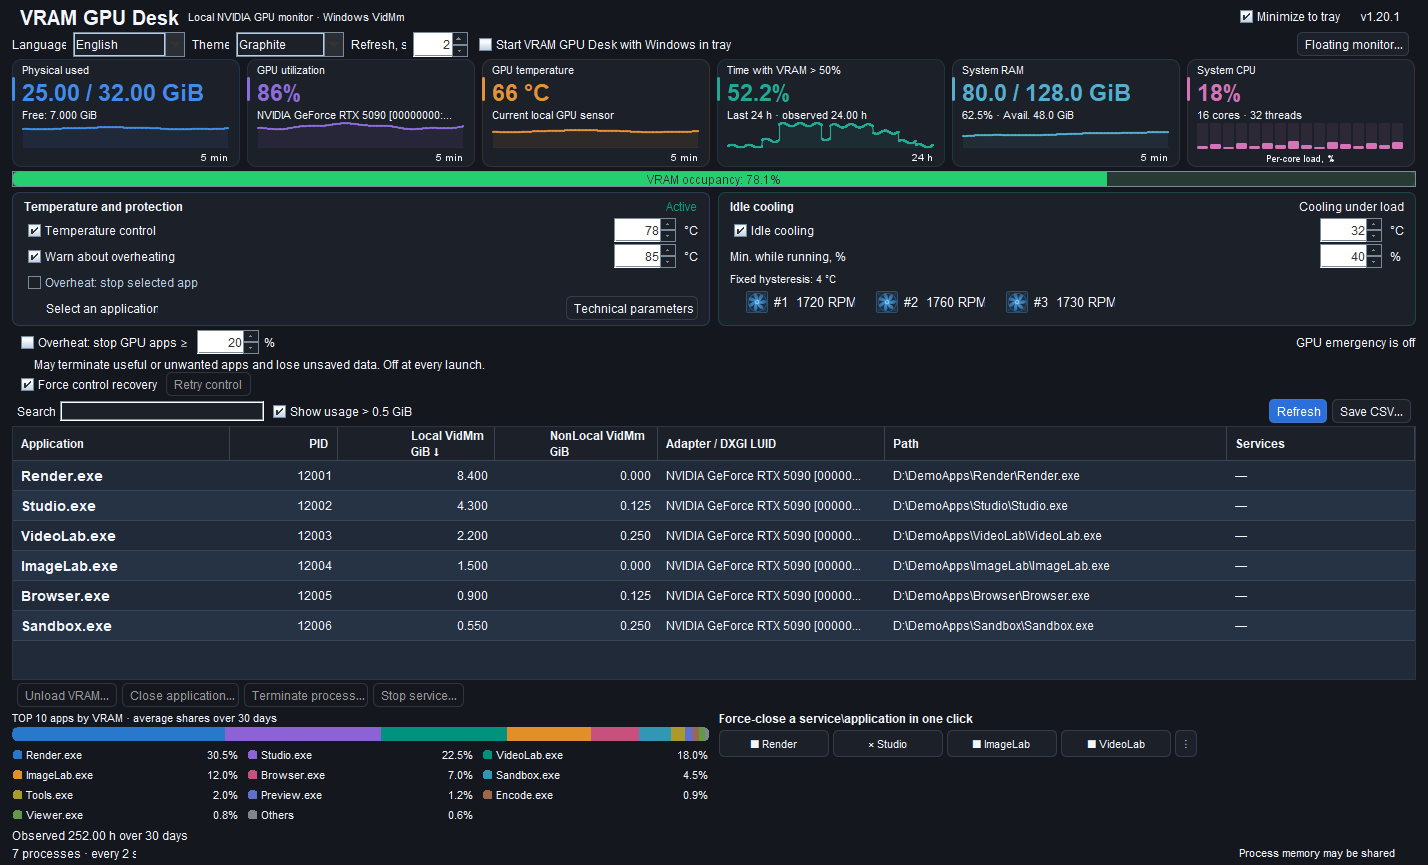 VRAM GPU Desk Local NVIDIA GPU monitor · Windows VidMm Minimize to tray v1.20.1
Language English Theme Graphite Refresh, s 2 Start VRAM GPU Desk with Windows in tray Floating monitor...
Physical used
25.00 / 32.00 GiB
Free: 7.000 GiB
5 min
GPU utilization
86%
NVIDIA GeForce RTX 5090 [00000000:...
5 min
GPU temperature
66 °C
Current local GPU sensor
5 min
Time with VRAM > 50%
52.2%
Last 24 h · observed 24.00 h
24 h
System RAM
80.0 / 128.0 GiB
62.5% · Avail. 48.0 GiB
5 min
System CPU
18%
16 cores · 32 threads
Per-core load, %
VRAM occupancy: 78.1%
Temperature and protection Active
Temperature control 78 °C
Warn about overheating 85 °C
Overheat: stop selected app
Select an application Technical parameters
Idle cooling Cooling under load
Idle cooling 32 °C
Min. while running, % 40 %
Fixed hysteresis: 4 °C
#1 1720 RPM #2 1760 RPM #3 1730 RPM
Overheat: stop GPU apps ≥ 20 % GPU emergency is off
May terminate useful or unwanted apps and lose unsaved data. Off at every launch.
Force control recovery Retry control
Search Show usage > 0.5 GiB Refresh Save CSV...
Application PID Local VidMm GiB ↓ NonLocal VidMm GiB Adapter / DXGI LUID Path Services
Render.exe 12001 8.400 0.000 NVIDIA GeForce RTX 5090 [00000... D:\DemoApps\Render\Render.exe —
Studio.exe 12002 4.300 0.125 NVIDIA GeForce RTX 5090 [00000... D:\DemoApps\Studio\Studio.exe —
VideoLab.exe 12003 2.200 0.250 NVIDIA GeForce RTX 5090 [00000... D:\DemoApps\VideoLab\VideoLab.exe —
ImageLab.exe 12004 1.500 0.000 NVIDIA GeForce RTX 5090 [00000... D:\DemoApps\ImageLab\ImageLab.exe —
Browser.exe 12005 0.900 0.125 NVIDIA GeForce RTX 5090 [00000... D:\DemoApps\Browser\Browser.exe —
Sandbox.exe 12006 0.550 0.250 NVIDIA GeForce RTX 5090 [00000... D:\DemoApps\Sandbox\Sandbox.exe —
Unload VRAM... Close application... Terminate process... Stop service...
TOP 10 apps by VRAM · average shares over 30 days
Render.exe 30.5% Studio.exe 22.5% VideoLab.exe 18.0%
ImageLab.exe 12.0% Browser.exe 7.0% Sandbox.exe 4.5%
Tools.exe 2.0% Preview.exe 1.2% Encode.exe 0.9%
Viewer.exe 0.8% Others 0.6%
Observed 252.00 h over 30 days
7 processes · every 2 s
Force-close a service\application in one click
■ Render × Studio ■ ImageLab ■ VideoLab ⋮
Process memory may be shared